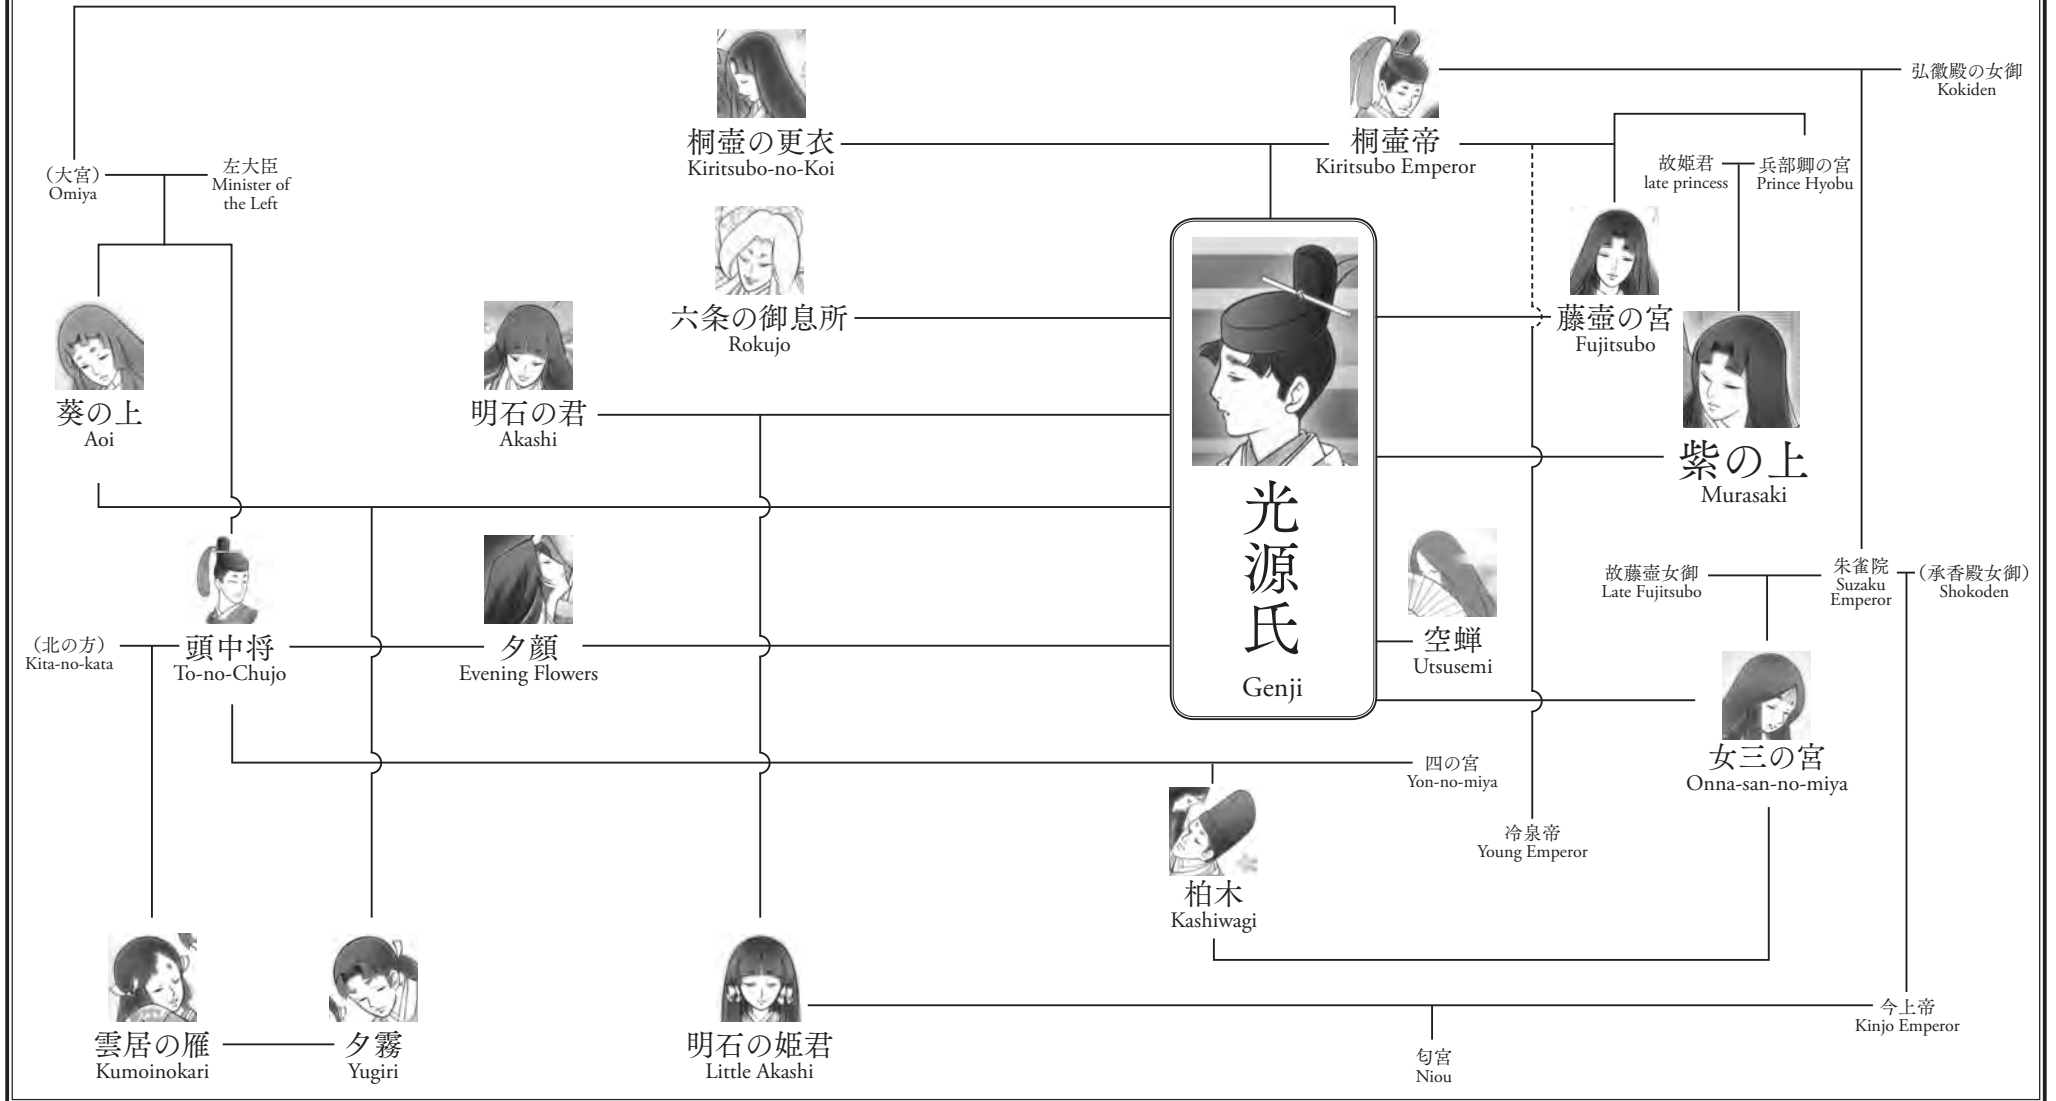 弘徽殿の女御
Kokiden
桐壺の更衣
Kiritsubo-no-Koi
桐壷帝
Kiritsubo Emperor
故姫君
late princess
兵部卿の宮
Prince Hyobu
（大宮）
Omiya
左大臣
Minister of
the Left
六条の御息所
Rokujo
藤壷の宮
Fujitsubo
葵の上
Aoi
明石の君
Akashi
紫の上
Murasaki
光源氏
Genji
空蝉
Utsusemi
故藤壷女御
Late Fujitsubo
朱雀院
Suzaku
Emperor
（承香殿女御）
Shokoden
（北の方）
Kita-no-kata
頭中将
To-no-Chujo
夕顔
Evening Flowers
四の宮
Yon-no-miya
女三の宮
Onna-san-no-miya
冷泉帝
Young Emperor
柏木
Kashiwagi
今上帝
Kinjo Emperor
雲居の雁
Kumoinokari
夕霧
Yugiri
明石の姫君
Little Akashi
匂宮
Niou